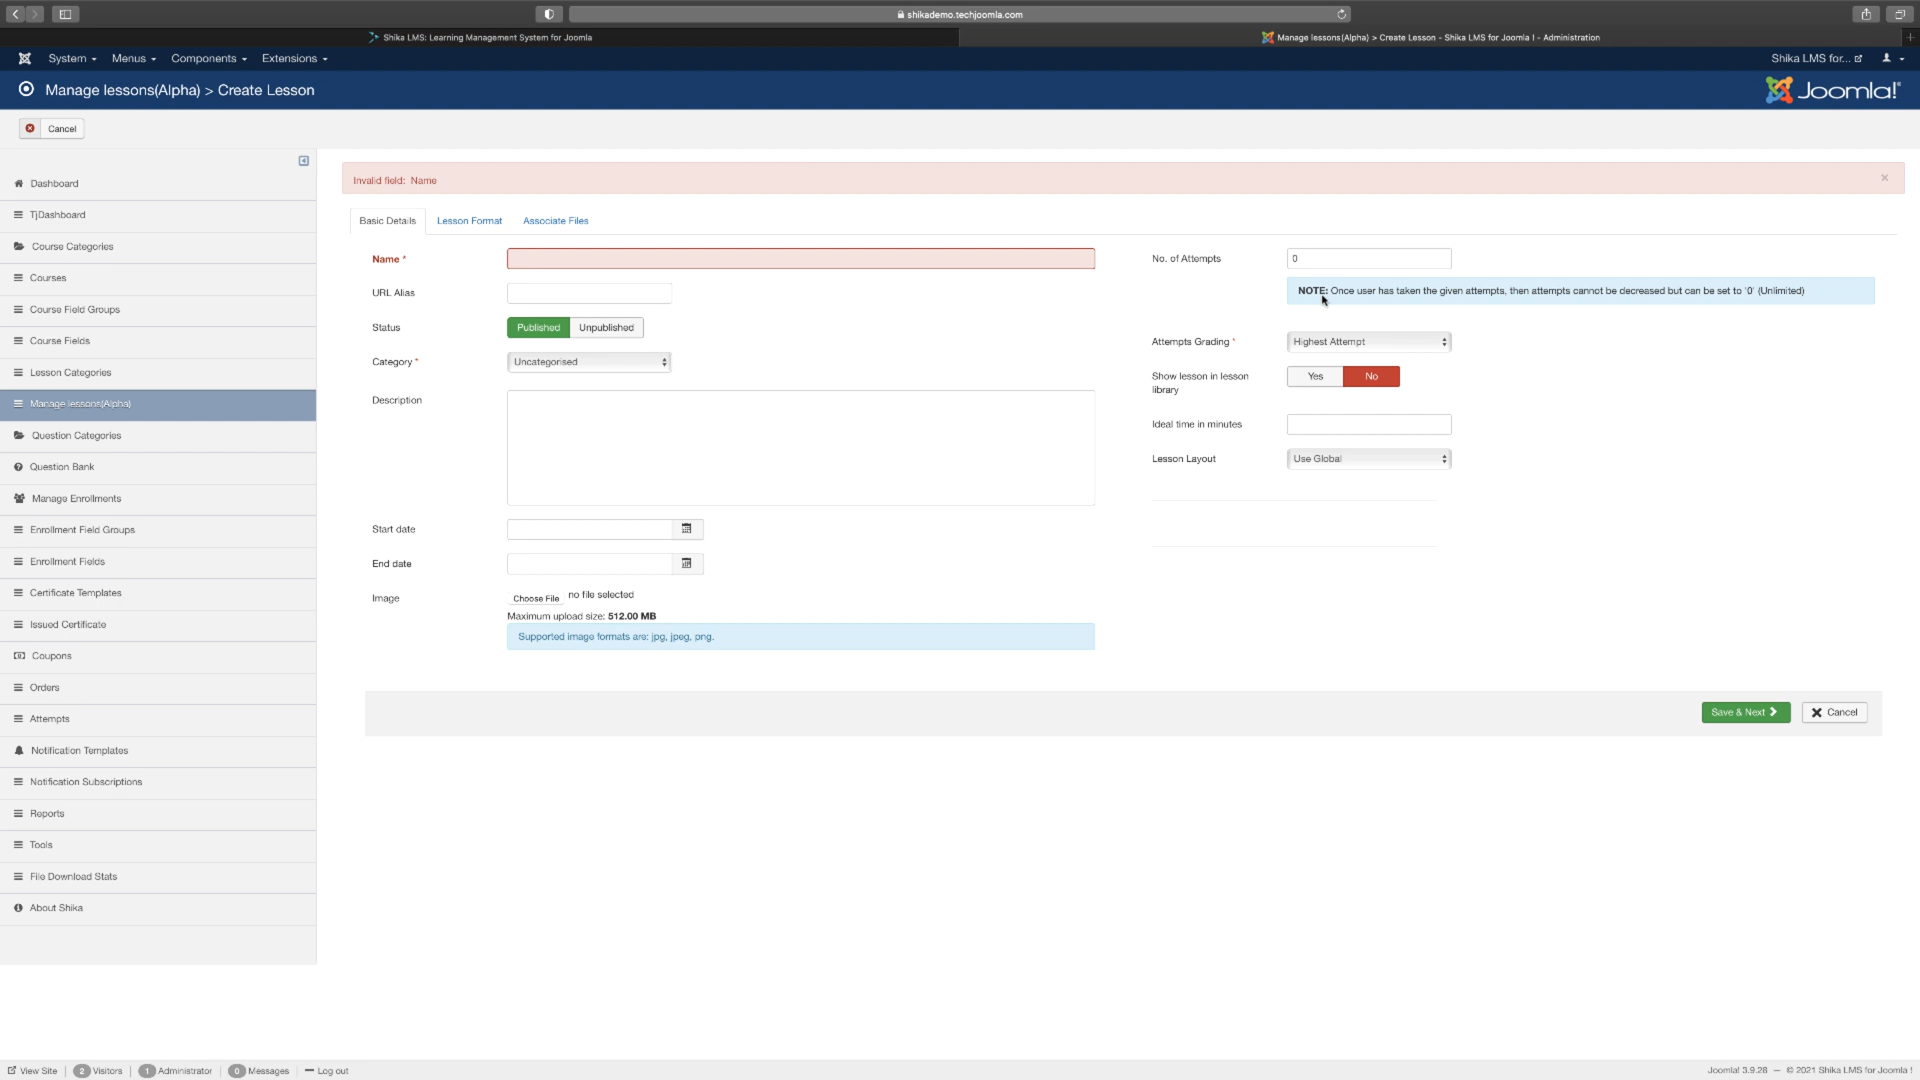 shikademo.techjoomla.com
Shika LMS: Learning Management System for Joomla
Manage lessons(Alpha) > Create Lesson - Shika LMS for Joomla ! - Administration
System Menus Components Extensions
Shika LMS for...
Manage lessons(Alpha) > Create Lesson
Joomla!
Cancel
Dashboard
TjDashboard
Course Categories
Courses
Course Field Groups
Course Fields
Lesson Categories
Manage lessons(Alpha)
Question Categories
Question Bank
Manage Enrollments
Enrollment Field Groups
Enrollment Fields
Certificate Templates
Issued Certificate
Coupons
Orders
Attempts
Notification Templates
Notification Subscriptions
Reports
Tools
File Download Stats
About Shika
Invalid field: Name
×
Basic Details Lesson Format Associate Files
Name *
URL Alias
Status Published Unpublished
Category * Uncategorised
Description
Start date
End date
Image Choose File no file selected
Maximum upload size: 512.00 MB
Supported image formats are: jpg, jpeg, png.
No. of Attempts 0
NOTE: Once user has taken the given attempts, then attempts cannot be decreased but can be set to '0' (Unlimited)
Attempts Grading * Highest Attempt
Show lesson in lesson
library
Yes No
Ideal time in minutes
Lesson Layout Use Global
Save & Next Cancel
View Site 2 Visitors 1 Administrator 0 Messages Log out
Joomla! 3.9.28 — © 2021 Shika LMS for Joomla !